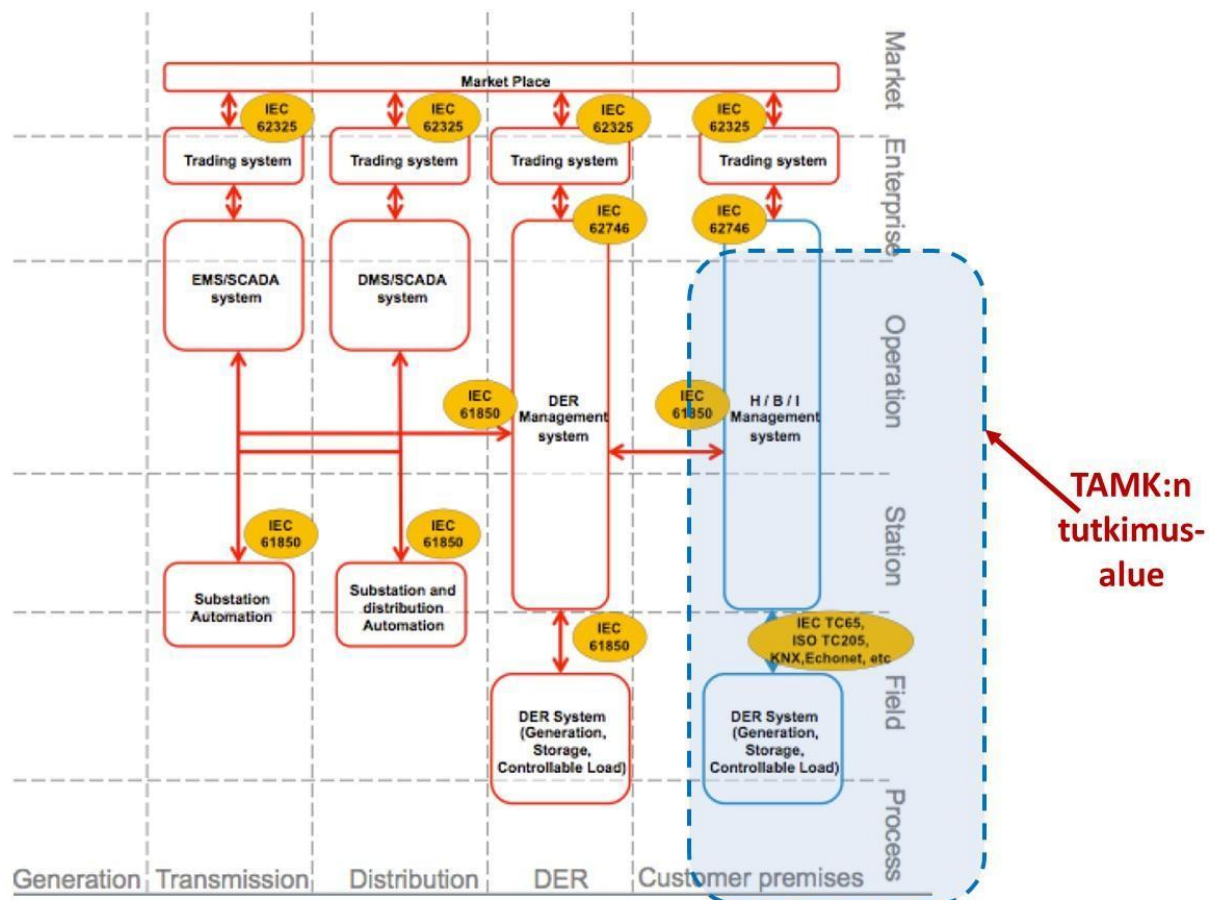 Market Place
Market
IEC
62325
IEC
62325
IEC
62325
IEC
62325
Trading system
Trading system
Trading system
Trading system
Enterprise
IEC
62746
IEC
62746
EMS/SCADA
system
DMS/SCADA
system
Operation
IEC
61850
DER
Management
system
IEC
61850
H / B / I
Management
system
TAMK:n
tutkimus-
alue
Station
IEC
61850
IEC
61850
Substation
Automation
Substation and
distribution
Automation
IEC
61850
IEC TC65,
ISO TC205,
KNX,Echonet, etc
Field
DER System
(Generation,
Storage,
Controllable Load)
DER System
(Generation,
Storage,
Controllable Load)
Process
Generation
Transmission
Distribution
DER
Customer premises